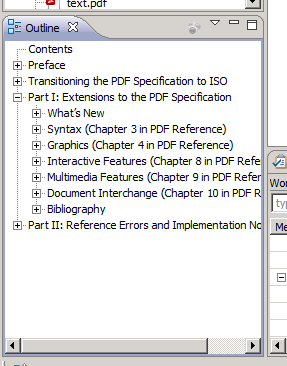 text.pdf
Outline
Contents
Preface
Transitioning the PDF Specification to ISO
Part I: Extensions to the PDF Specification
What's New
Syntax (Chapter 3 in PDF Reference)
Graphics (Chapter 4 in PDF Reference)
Interactive Features (Chapter 8 in PDF Refe
Multimedia Features (Chapter 9 in PDF Refer
Document Interchange (Chapter 10 in PDF R
Bibliography
Part II: Reference Errors and Implementation No
Wor
typ
Me